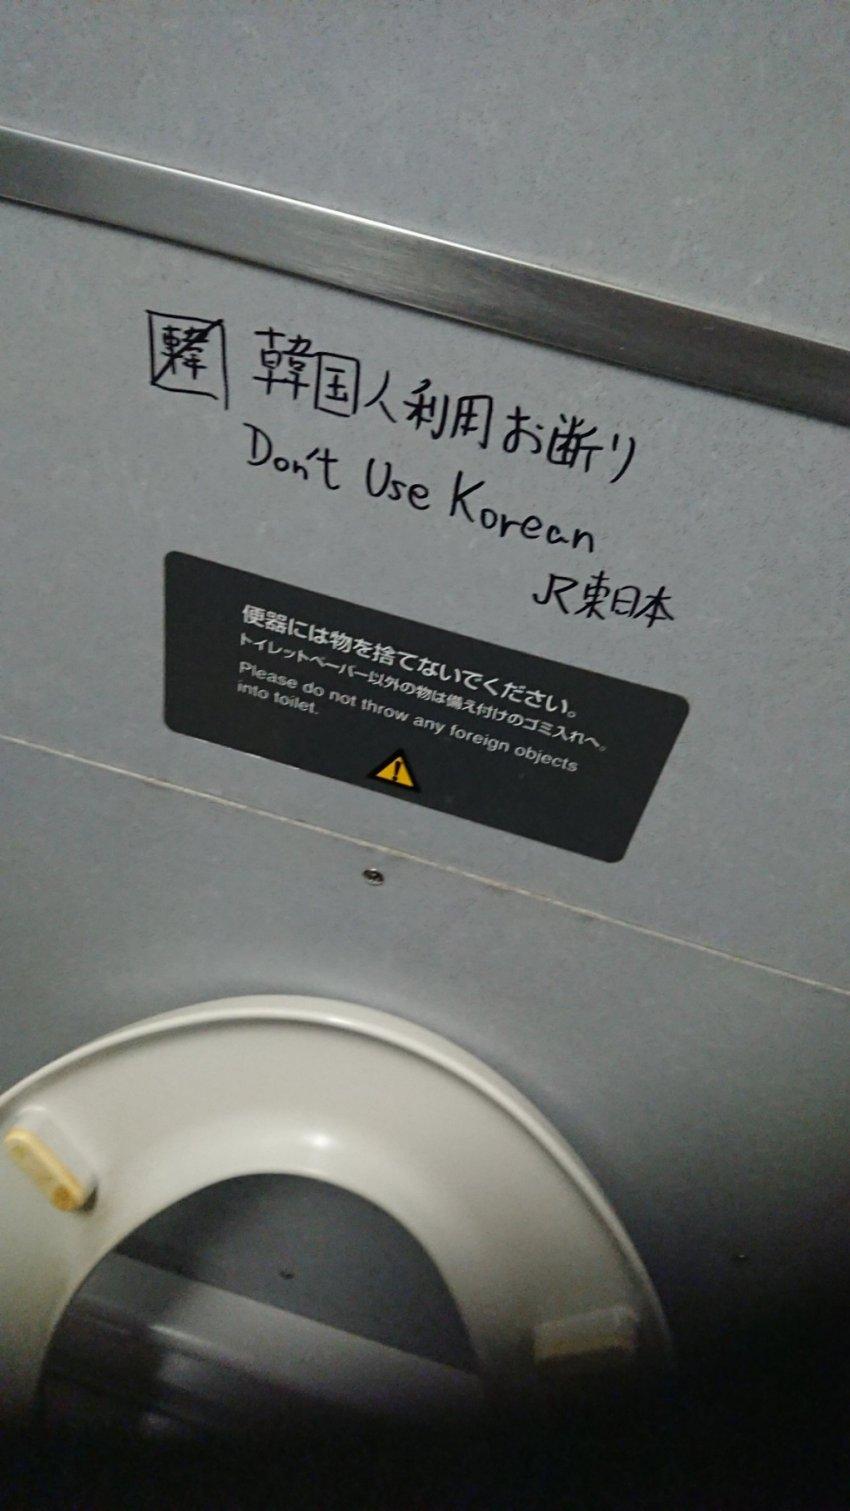 韓 韓国人利用お断り
Don't Use Korean
JR東日本
便器には物を捨てないでください。
トイレットペーパー以外の物は備え付けのゴミ入れへ。
Please do not throw any foreign objects
into toilet.